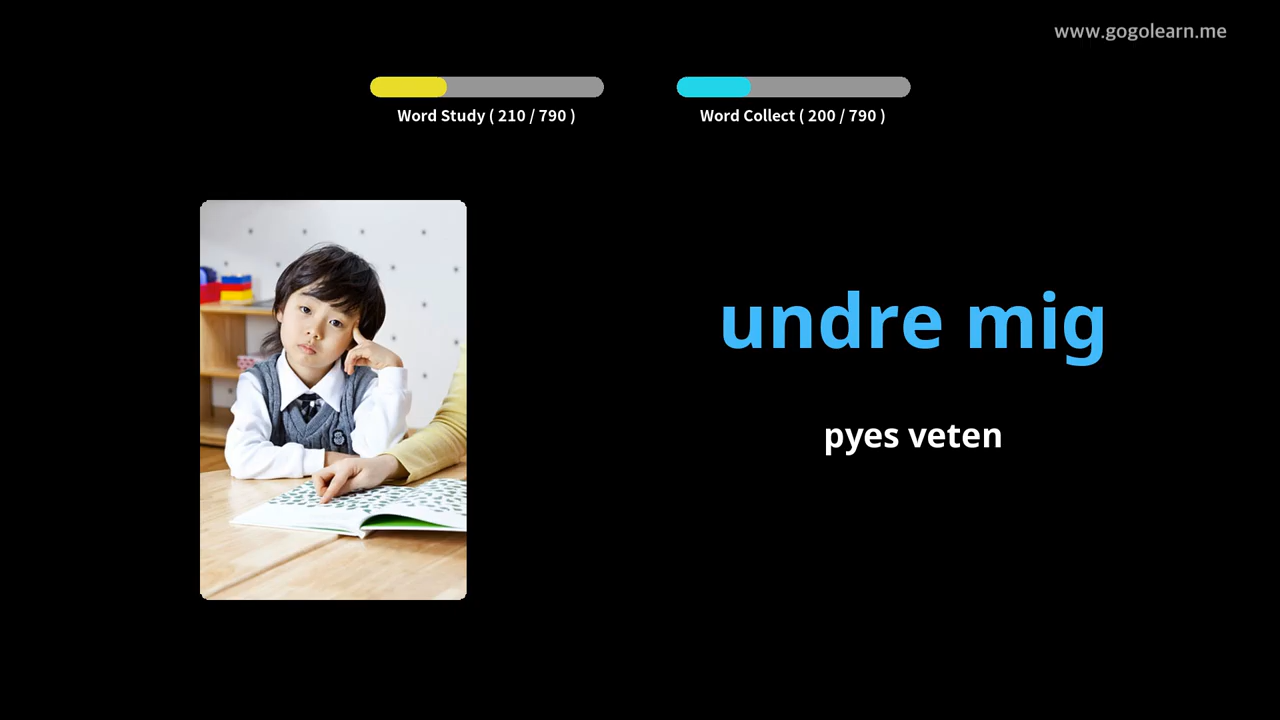 www.gogolearn.me
Word Study ( 210 / 790 )
Word Collect ( 200 / 790 )
undre mig
pyes veten